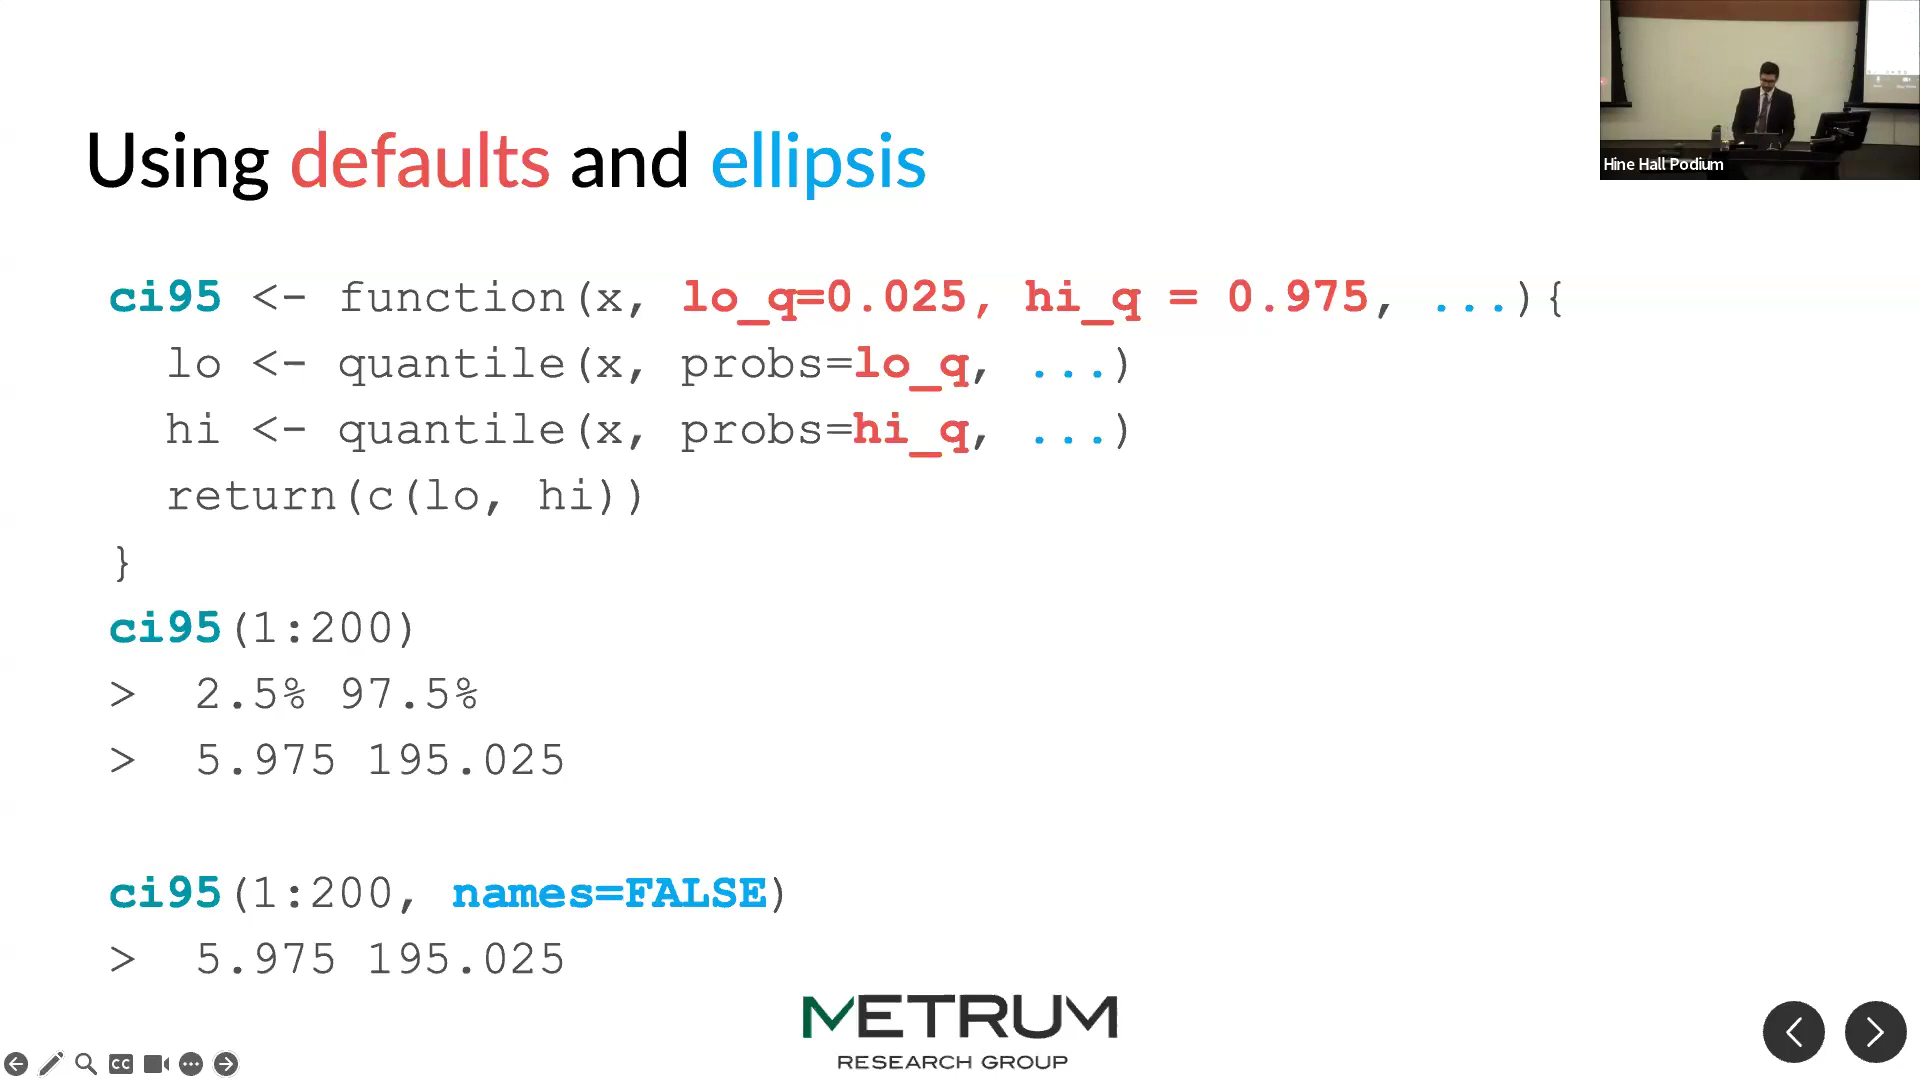 Using defaults and ellipsis
Hine Hall Podium
ci95 <- function(x, lo_q=0.025, hi_q = 0.975, ...){
lo <- quantile(x, probs=lo_q, ...)
hi <- quantile(x, probs=hi_q, ...)
return(c(lo, hi))
}
ci95(1:200)
> 2.5% 97.5%
> 5.975 195.025
ci95(1:200, names=FALSE)
> 5.975 195.025
METRUM
RESEARCH GROUP
CC